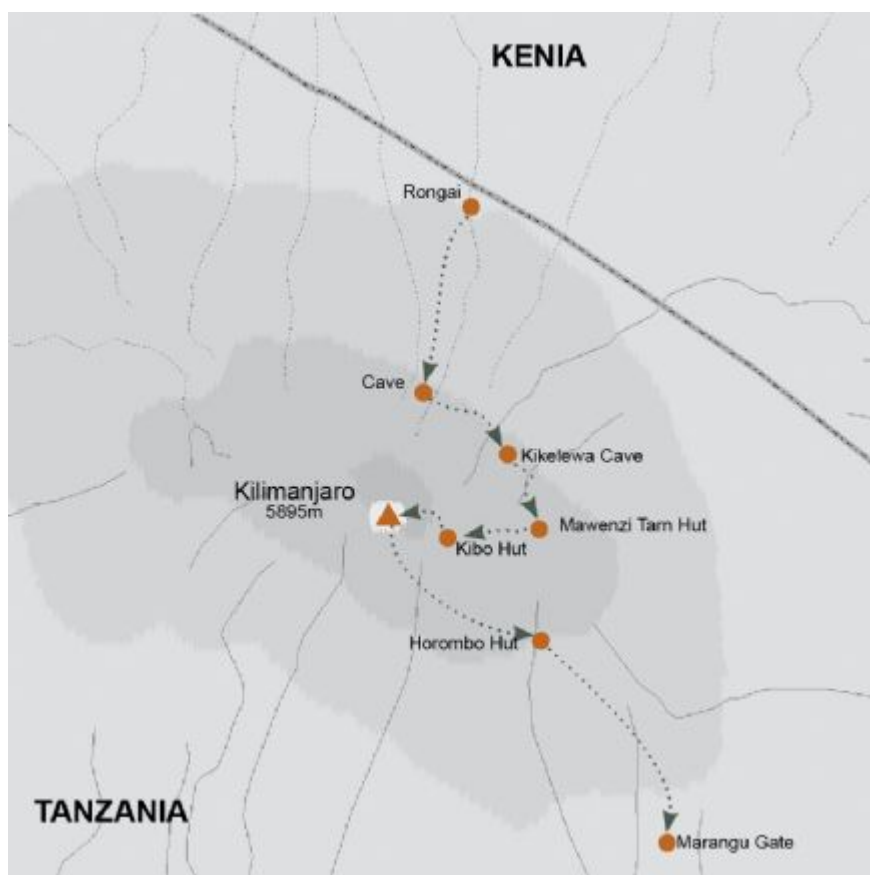 KENIA
Rongai
Cave
Kikelewa Cave
Kilimanjaro
5895m
Mawenzi Tarn Hut
Kibo Hut
Horombo Hut
TANZANIA
Marangu Gate